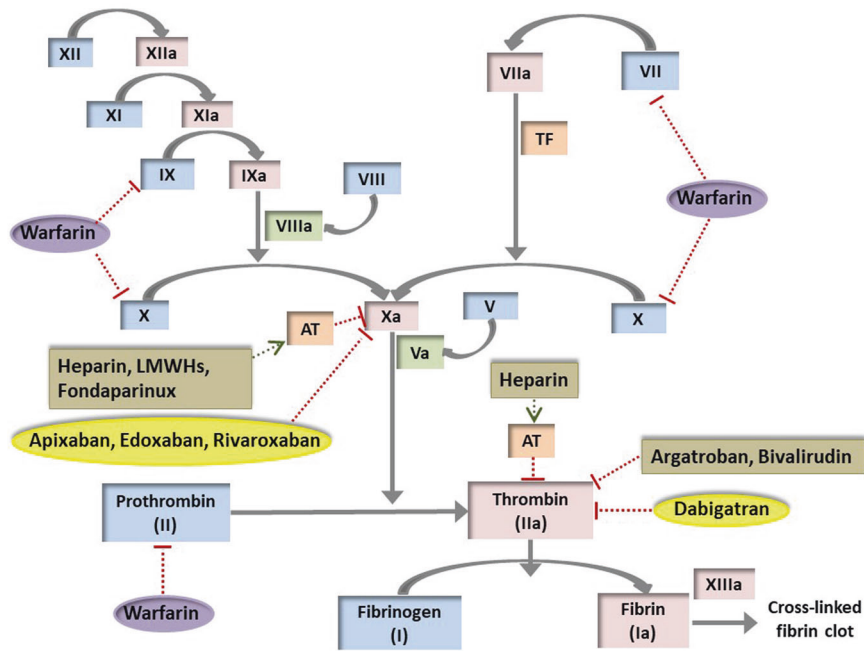 XII
XIIa
XI
XIa
IX
IXa
VIII
VIIIa
VIIa
VII
TF
Warfarin
Warfarin
X
Xa
X
AT
V
Va
Heparin, LMWHs,
Fondaparinux
Apixaban, Edoxaban, Rivaroxaban
Heparin
AT
Argatroban, Bivalirudin
Dabigatran
Prothrombin
(II)
Thrombin
(IIa)
Warfarin
Fibrinogen
(I)
Fibrin
(Ia)
XIIIa
Cross-linked
fibrin clot